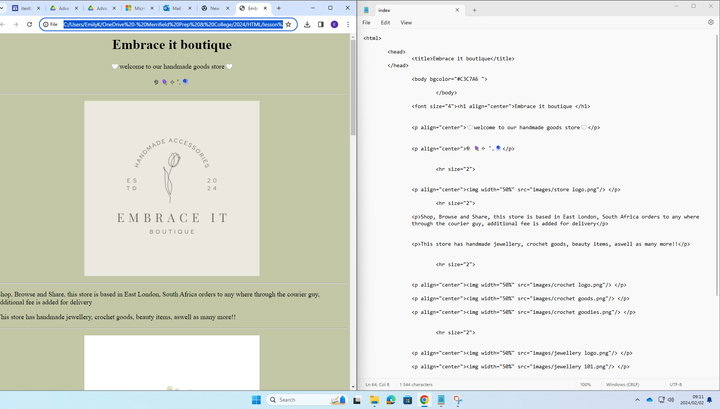 Advo
Advo
Micro
Mail
New
Emb
File
C:/Users/EmilyK/OneDrive%20-%20Merrifield%20Prep%20&%20College/2024/HTML/lesson%
Embrace it boutique
🤍welcome to our handmade goods store🤍
HANDMADE ACCESSORIES
ES 20
TD 24
EMBRACE IT
BOUTIQUE
hop, Browse and Share, this store is based in East London, South Africa orders to any where through the courier guy,
dditional fee is added for delivery
his store has handmade jewellery, crochet goods, beauty items, aswell as many more!!
index
File Edit View
<html>
<head>
<title>Embrace it boutique</title>
</head>
<body bgcolor="#C3C7A6 ">
</body>
<font size="4"><h1 align="center">Embrace it boutique </h1>
<p align="center">🤍welcome to our handmade goods store🤍</p>
<p align="center"></p>
<hr size="2">
<p align="center"><img width="50%" src="images/store logo.png"/> </p>
<hr size="2">
<p>Shop, Browse and Share, this store is based in East London, South Africa orders to any where
through the courier guy, additional fee is added for delivery</p>
<p>This store has handmade jewellery, crochet goods, beauty items, aswell as many more!!</p>
<hr size="2">
<p align="center"><img width="50%" src="images/crochet logo.png"/> </p>
<p align="center"><img width="50%" src="images/crochet goods.png"/> </p>
<p align="center"><img width="50%" src="images/crochet goodies.png"/> </p>
<hr size="2">
<p align="center"><img width="50%" src="images/jewellery logo.png"/> </p>
<p align="center"><img width="50%" src="images/jewellery 101.png"/> </p>
Ln 64, Col 8 1 344 characters 100% Windows (CRLF) UTF-8
Search
09:11
2024/02/02